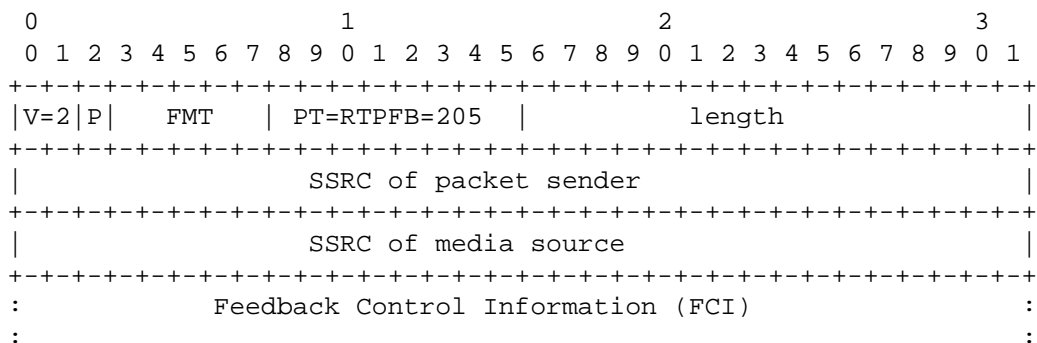 0                   1                   2                   3
 0 1 2 3 4 5 6 7 8 9 0 1 2 3 4 5 6 7 8 9 0 1 2 3 4 5 6 7 8 9 0 1
+-+-+-+-+-+-+-+-+-+-+-+-+-+-+-+-+-+-+-+-+-+-+-+-+-+-+-+-+-+-+-+-+
|V=2|P|   FMT   | PT=RTPFB=205  |          length               |
+-+-+-+-+-+-+-+-+-+-+-+-+-+-+-+-+-+-+-+-+-+-+-+-+-+-+-+-+-+-+-+-+
|                  SSRC of packet sender                        |
+-+-+-+-+-+-+-+-+-+-+-+-+-+-+-+-+-+-+-+-+-+-+-+-+-+-+-+-+-+-+-+-+
|                  SSRC of media source                         |
+-+-+-+-+-+-+-+-+-+-+-+-+-+-+-+-+-+-+-+-+-+-+-+-+-+-+-+-+-+-+-+-+
:            Feedback Control Information (FCI)                 :
:                                                               :